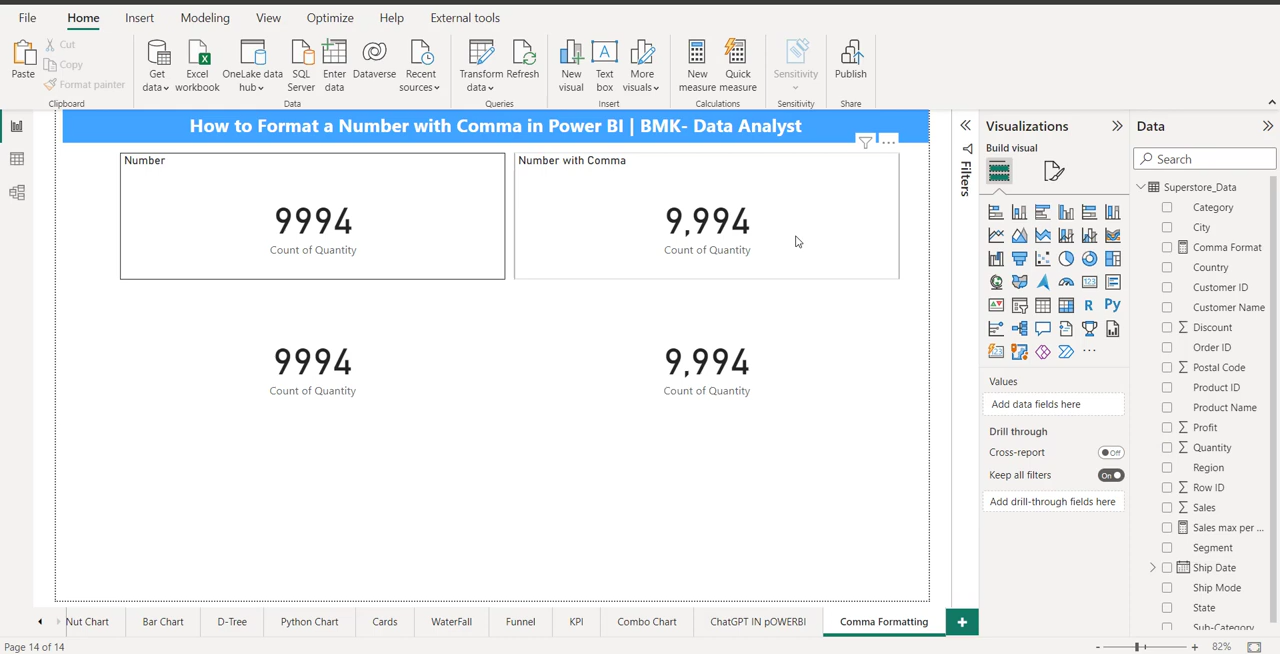 File Home Insert Modeling View Optimize Help External tools
Cut
Copy
Format painter
Paste
Clipboard
Get data
Excel workbook
OneLake data hub
SQL Server
Enter data
Dataverse
Recent sources
Data
Transform data
Refresh
Queries
New visual
A
Text box
More visuals
Insert
New measure
Quick measure
Calculations
Sensitivity
Sensitivity
Publish
Share
How to Format a Number with Comma in Power BI | BMK- Data Analyst
Number
9994
Count of Quantity
Number with Comma
9,994
Count of Quantity
9994
Count of Quantity
9,994
Count of Quantity
Filters
Visualizations
Build visual
123
R
Py
Values
Add data fields here
Drill through
Cross-report
Off
Keep all filters
On
Add drill-through fields here
Data
Search
Superstore_Data
Category
City
Comma Format
Country
Customer ID
Customer Name
Discount
Order ID
Postal Code
Product ID
Product Name
Profit
Quantity
Region
Row ID
Sales
Sales max per ...
Segment
Ship Date
Ship Mode
State
Sub-Category
Nut Chart Bar Chart D-Tree Python Chart Cards WaterFall Funnel KPI Combo Chart ChatGPT IN pOWERBI Comma Formatting +
Page 14 of 14
- + 82%